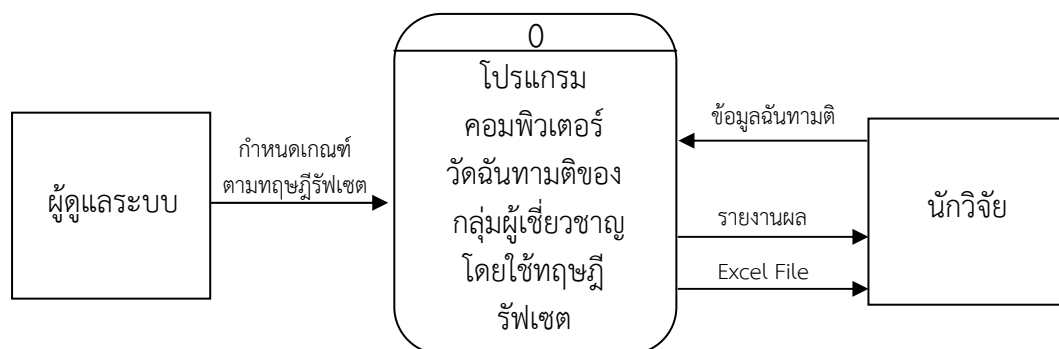 0
โปรแกรม
คอมพิวเตอร์
วัดฉันทามติของ
กลุ่มผู้เชี่ยวชาญ
โดยใช้ทฤษฎี
รัฟเซต
ผู้ดูแลระบบ
กำหนดเกณฑ์
ตามทฤษฎีรัฟเซต
ข้อมูลฉันทามติ
รายงานผล
Excel File
นักวิจัย